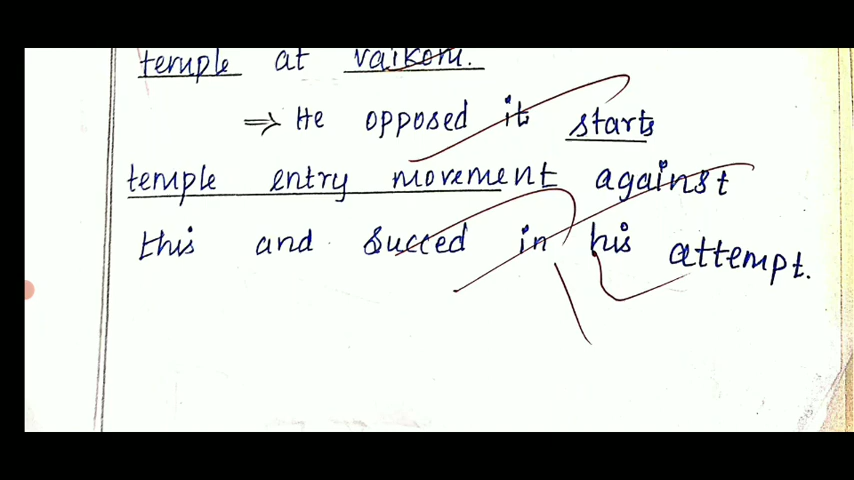 temple at vaikom.
⇒ He opposed it starts
temple entry movement against
this and succed in his attempt.